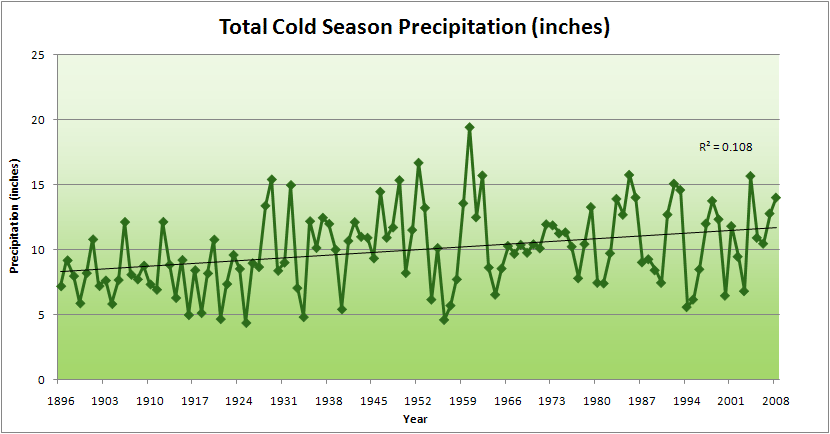 Total Cold Season Precipitation (inches)
25
20
15
10
5
0
Precipitation (inches)
R² = 0.108
1896 1903 1910 1917 1924 1931 1938 1945 1952 1959 1966 1973 1980 1987 1994 2001 2008
Year